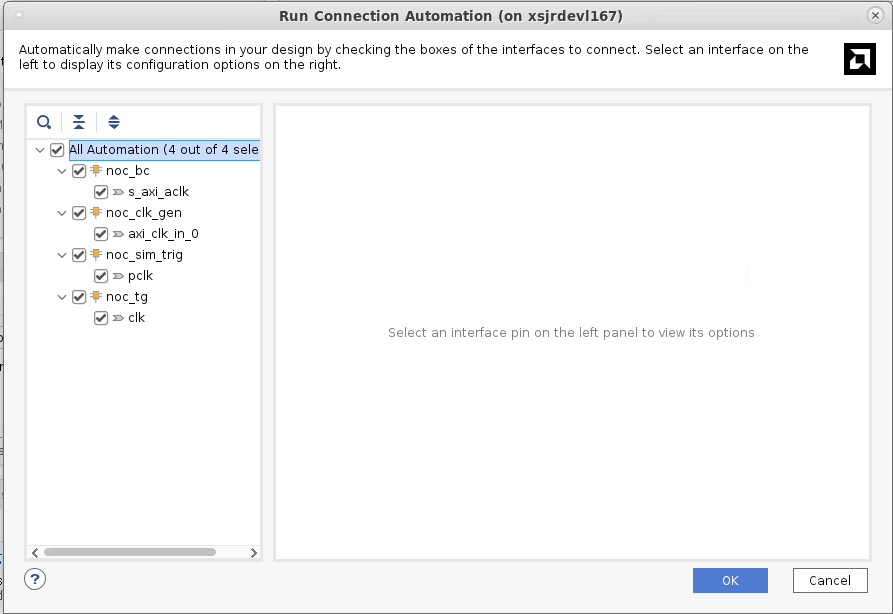 Run Connection Automation (on xsjrdevl167)
Automatically make connections in your design by checking the boxes of the interfaces to connect. Select an interface on the
left to display its configuration options on the right.
All Automation (4 out of 4 sele
noc_bc
s_axi_aclk
noc_clk_gen
axi_clk_in_0
noc_sim_trig
pclk
noc_tg
clk
Select an interface pin on the left panel to view its options
?
OK
Cancel